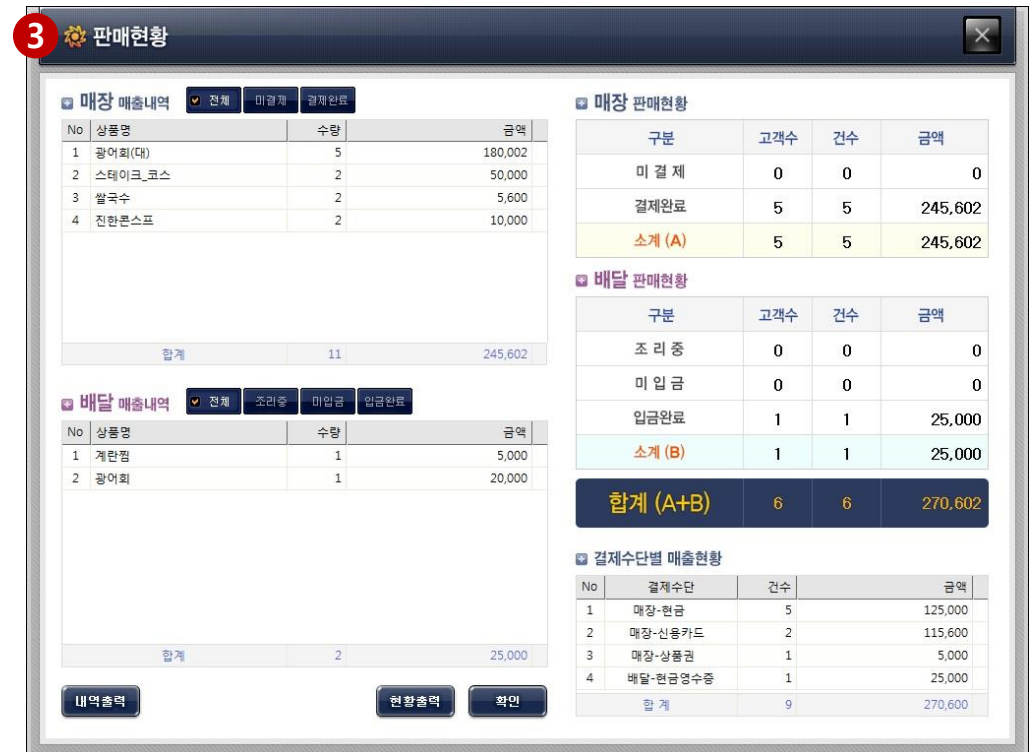 3 판매현황
매장 매출내역 전체 미결제 결제완료
No 상품명 수량 금액
1 광어회(대) 5 180,002
2 스테이크_코스 2 50,000
3 쌀국수 2 5,600
4 진한콘스프 2 10,000
합계 11 245,602
배달 매출내역 전체 조리중 미입금 입금완료
No 상품명 수량 금액
1 계란찜 1 5,000
2 광어회 1 20,000
합계 2 25,000
내역출력 현황출력 확인
매장 판매현황
구분 고객수 건수 금액
미 결 제 0 0 0
결제완료 5 5 245,602
소계 (A) 5 5 245,602
배달 판매현황
구분 고객수 건수 금액
조 리 중 0 0 0
미 입 금 0 0 0
입금완료 1 1 25,000
소계 (B) 1 1 25,000
합계 (A+B) 6 6 270,602
결제수단별 매출현황
No 결제수단 건수 금액
1 매장-현금 5 125,000
2 매장-신용카드 2 115,600
3 매장-상품권 1 5,000
4 배달-현금영수증 1 25,000
합 계 9 270,600